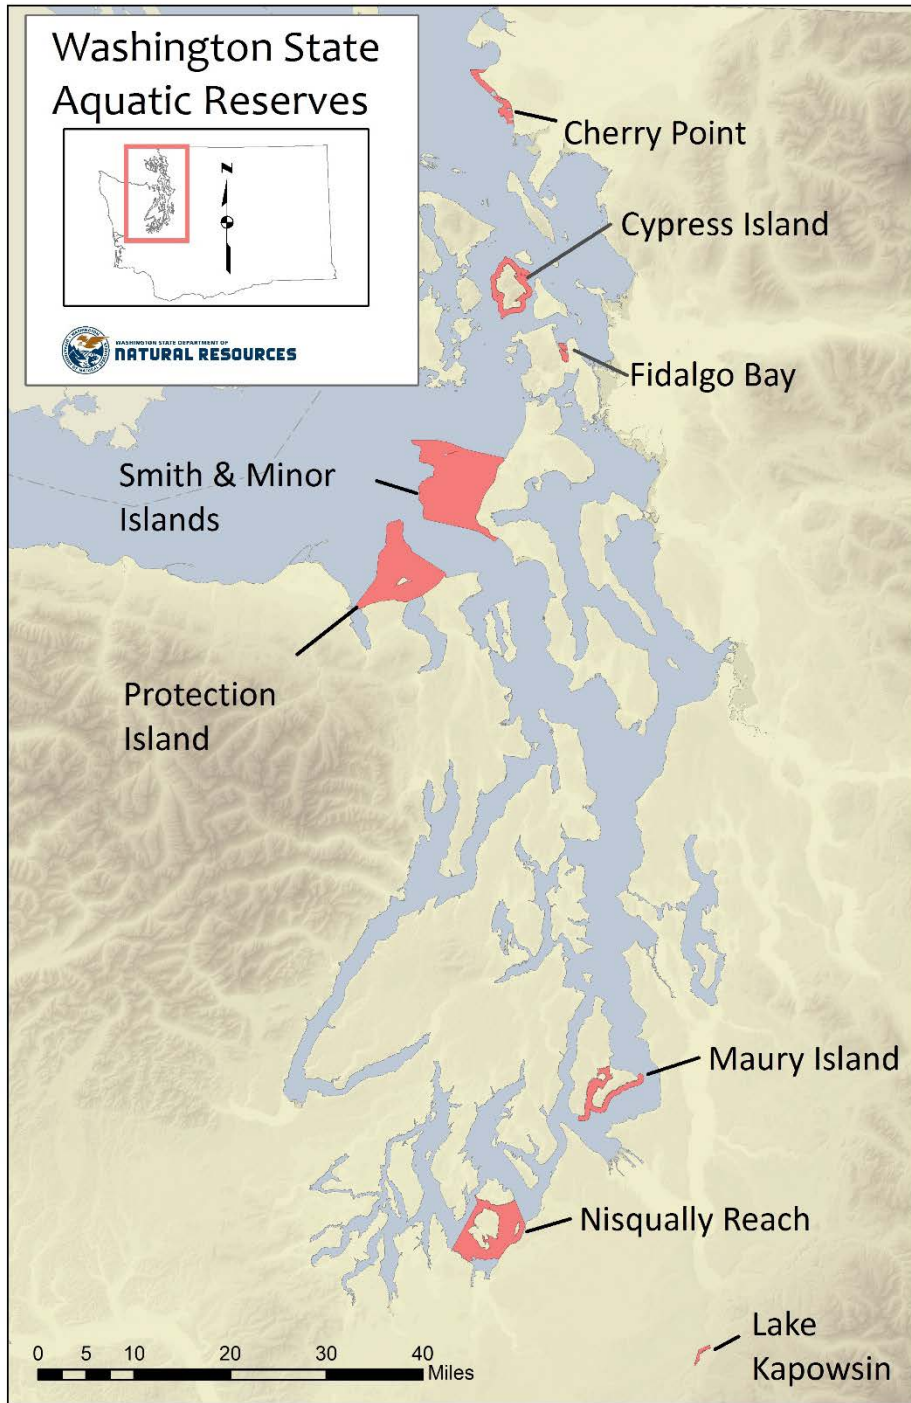 Washington State
Aquatic Reserves
N
WASHINGTON STATE DEPARTMENT OF
NATURAL RESOURCES
Cherry Point
Cypress Island
Fidalgo Bay
Smith & Minor
Islands
Protection
Island
Maury Island
Nisqually Reach
Lake
Kapowsin
0 5 10 20 30 40
Miles